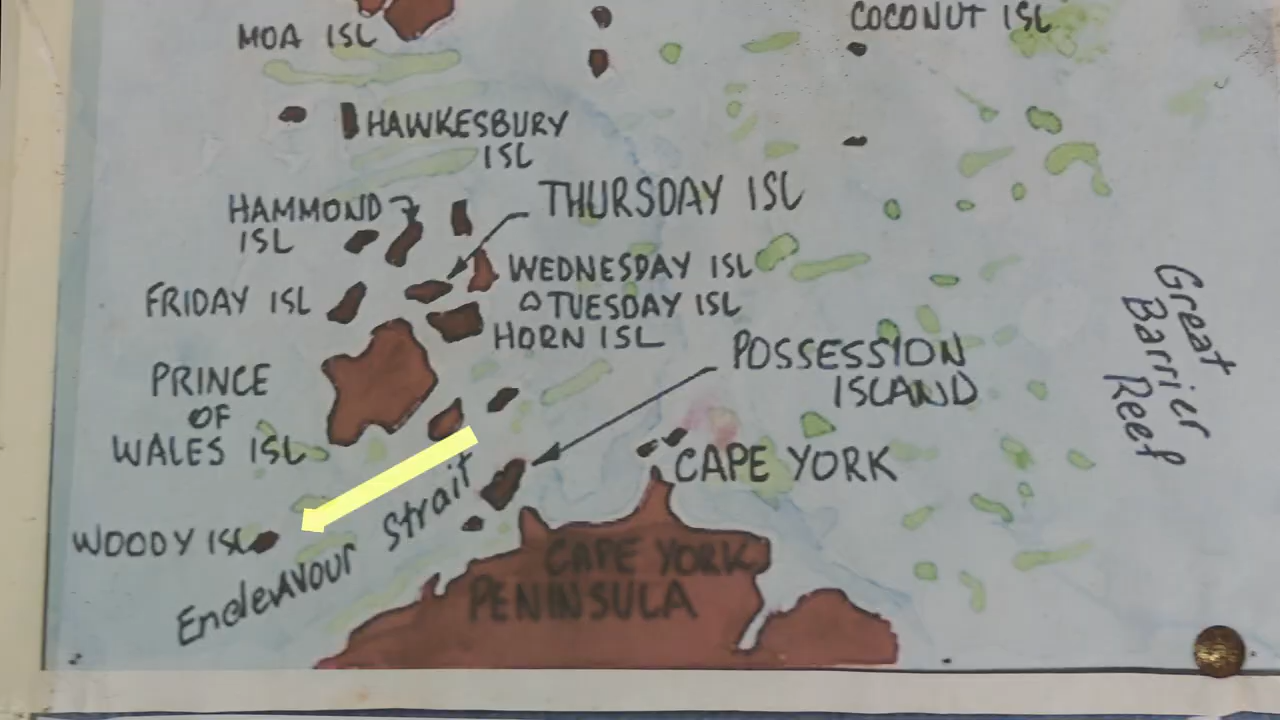 MOA ISL
COCONUT ISL
HAWKESBURY
ISL
HAMMOND
ISL
THURSDAY ISL
WEDNESDAY ISL
FRIDAY ISL
TUESDAY ISL
HORN ISL
POSSESSION
ISLAND
PRINCE
OF
WALES ISL
Great
Barrier
Reef
CAPE YORK
WOODY ISL
Endeavour Strait
CAPE YORK
PENINSULA